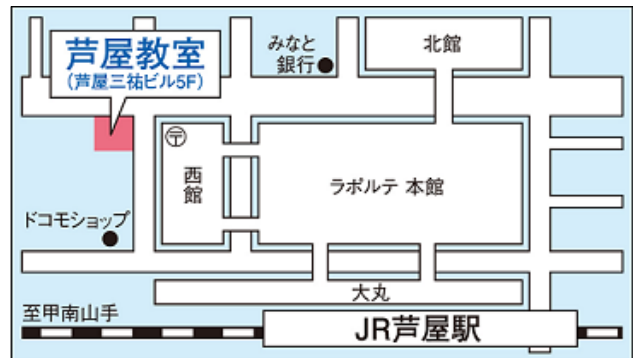 芦屋教室
(芦屋三祐ビル5F)
みなと
銀行
北館
〒
西館
ラポルテ 本館
ドコモショップ
大丸
至甲南山手
JR芦屋駅